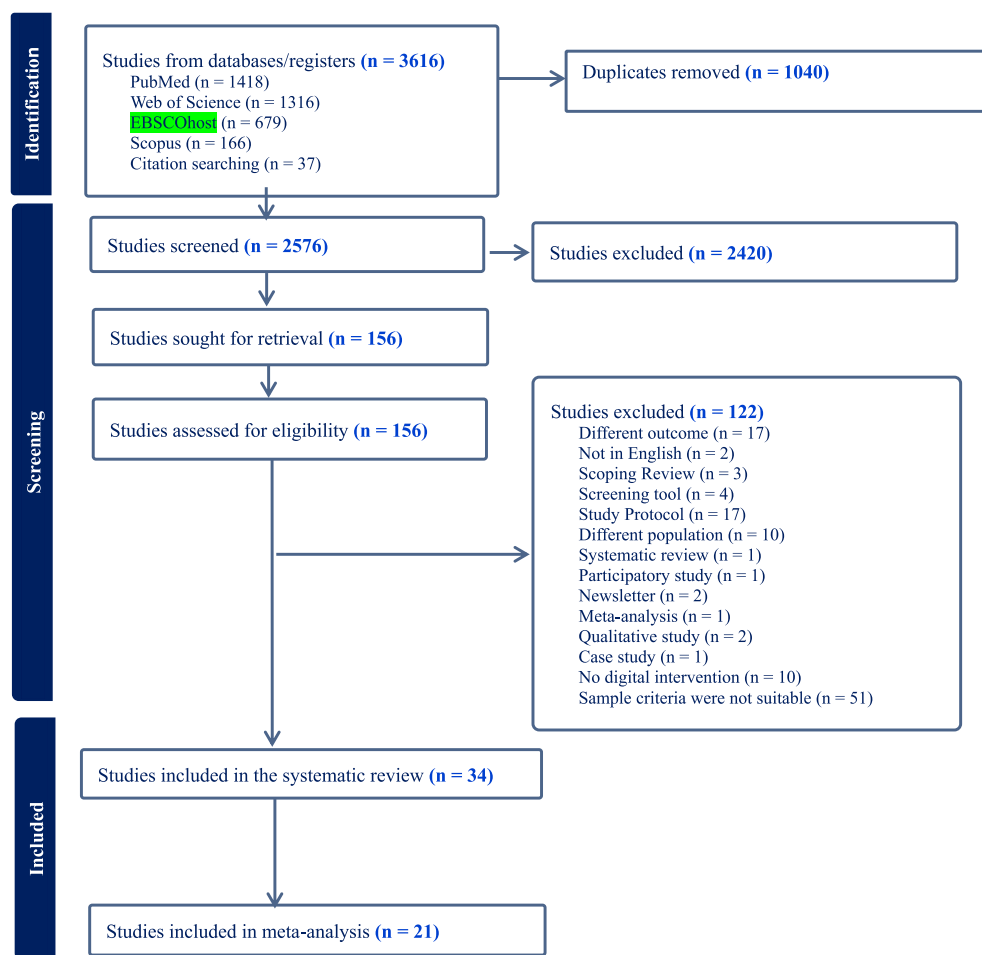 Identification
Studies from databases/registers (n = 3616)
PubMed (n = 1418)
Web of Science (n = 1316)
EBSCOhost (n = 679)
Scopus (n = 166)
Citation searching (n = 37)
Duplicates removed (n = 1040)
Screening
Studies screened (n = 2576)
Studies excluded (n = 2420)
Studies sought for retrieval (n = 156)
Studies assessed for eligibility (n = 156)
Studies excluded (n = 122)
Different outcome (n = 17)
Not in English (n = 2)
Scoping Review (n = 3)
Screening tool (n = 4)
Study Protocol (n = 17)
Different population (n = 10)
Systematic review (n = 1)
Participatory study (n = 1)
Newsletter (n = 2)
Meta-analysis (n = 1)
Qualitative study (n = 2)
Case study (n = 1)
No digital intervention (n = 10)
Sample criteria were not suitable (n = 51)
Included
Studies included in the systematic review (n = 34)
Studies included in meta-analysis (n = 21)